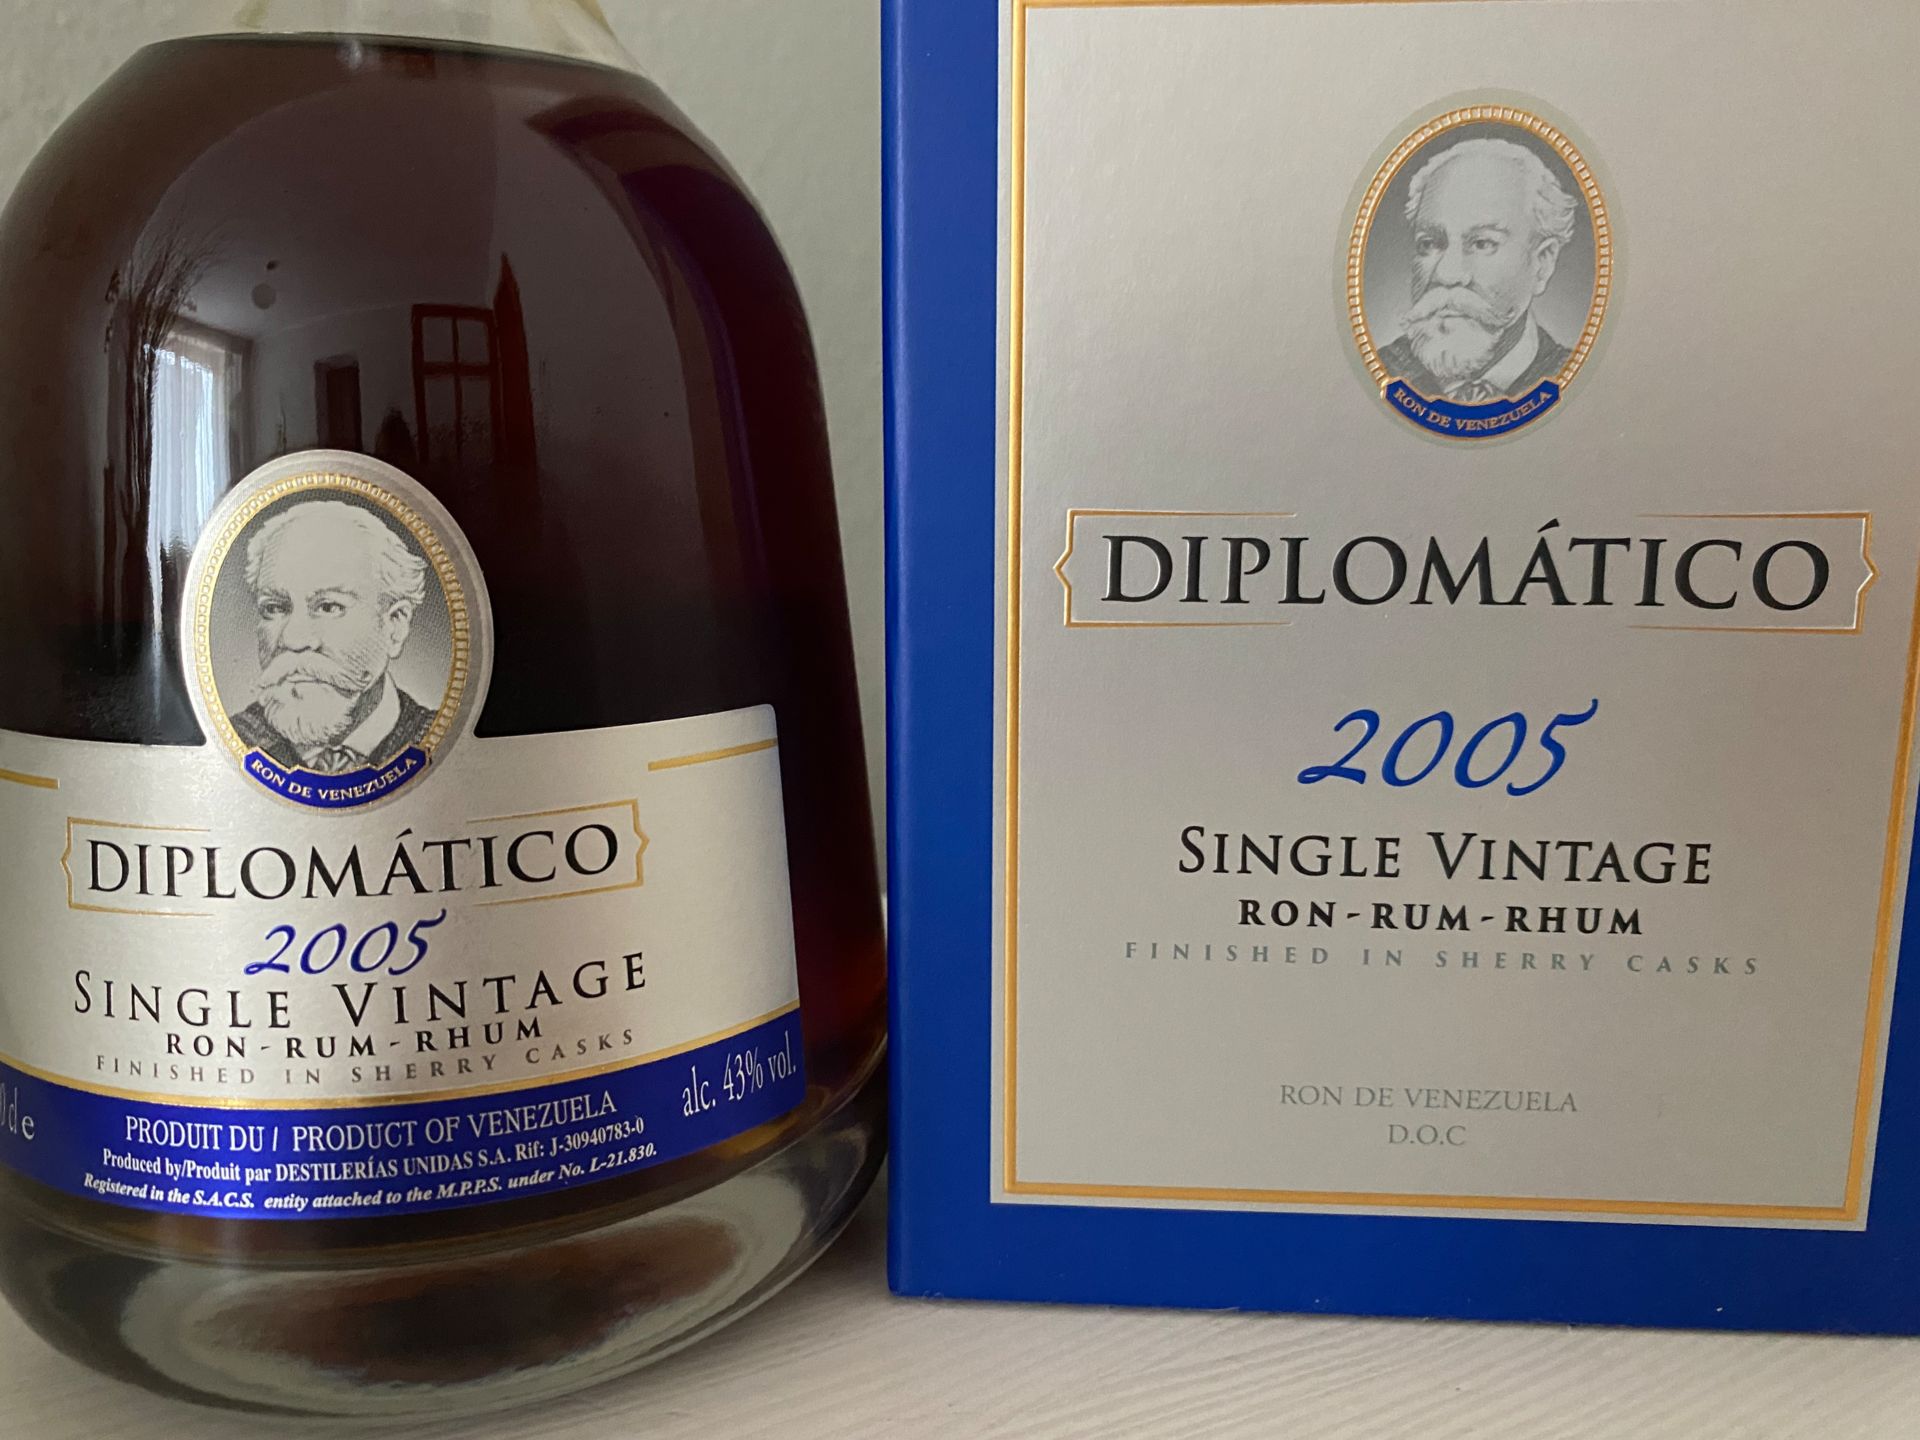 RON DE VENEZUELA
DIPLOMÁTICO
2005
SINGLE VINTAGE
RON-RUM-RHUM
FINISHED IN SHERRY CASKS
alc. 43% vol.
PRODUIT DU / PRODUCT OF VENEZUELA
Produced by/Produit par DESTILERÍAS UNIDAS S.A. Rif: J-30940783-0
Registered in the S.A.C.S. entity attached to the M.P.P.S. under No. L-21.830.
RON DE VENEZUELA
DIPLOMÁTICO
2005
SINGLE VINTAGE
RON-RUM-RHUM
FINISHED IN SHERRY CASKS
RON DE VENEZUELA
D.O.C